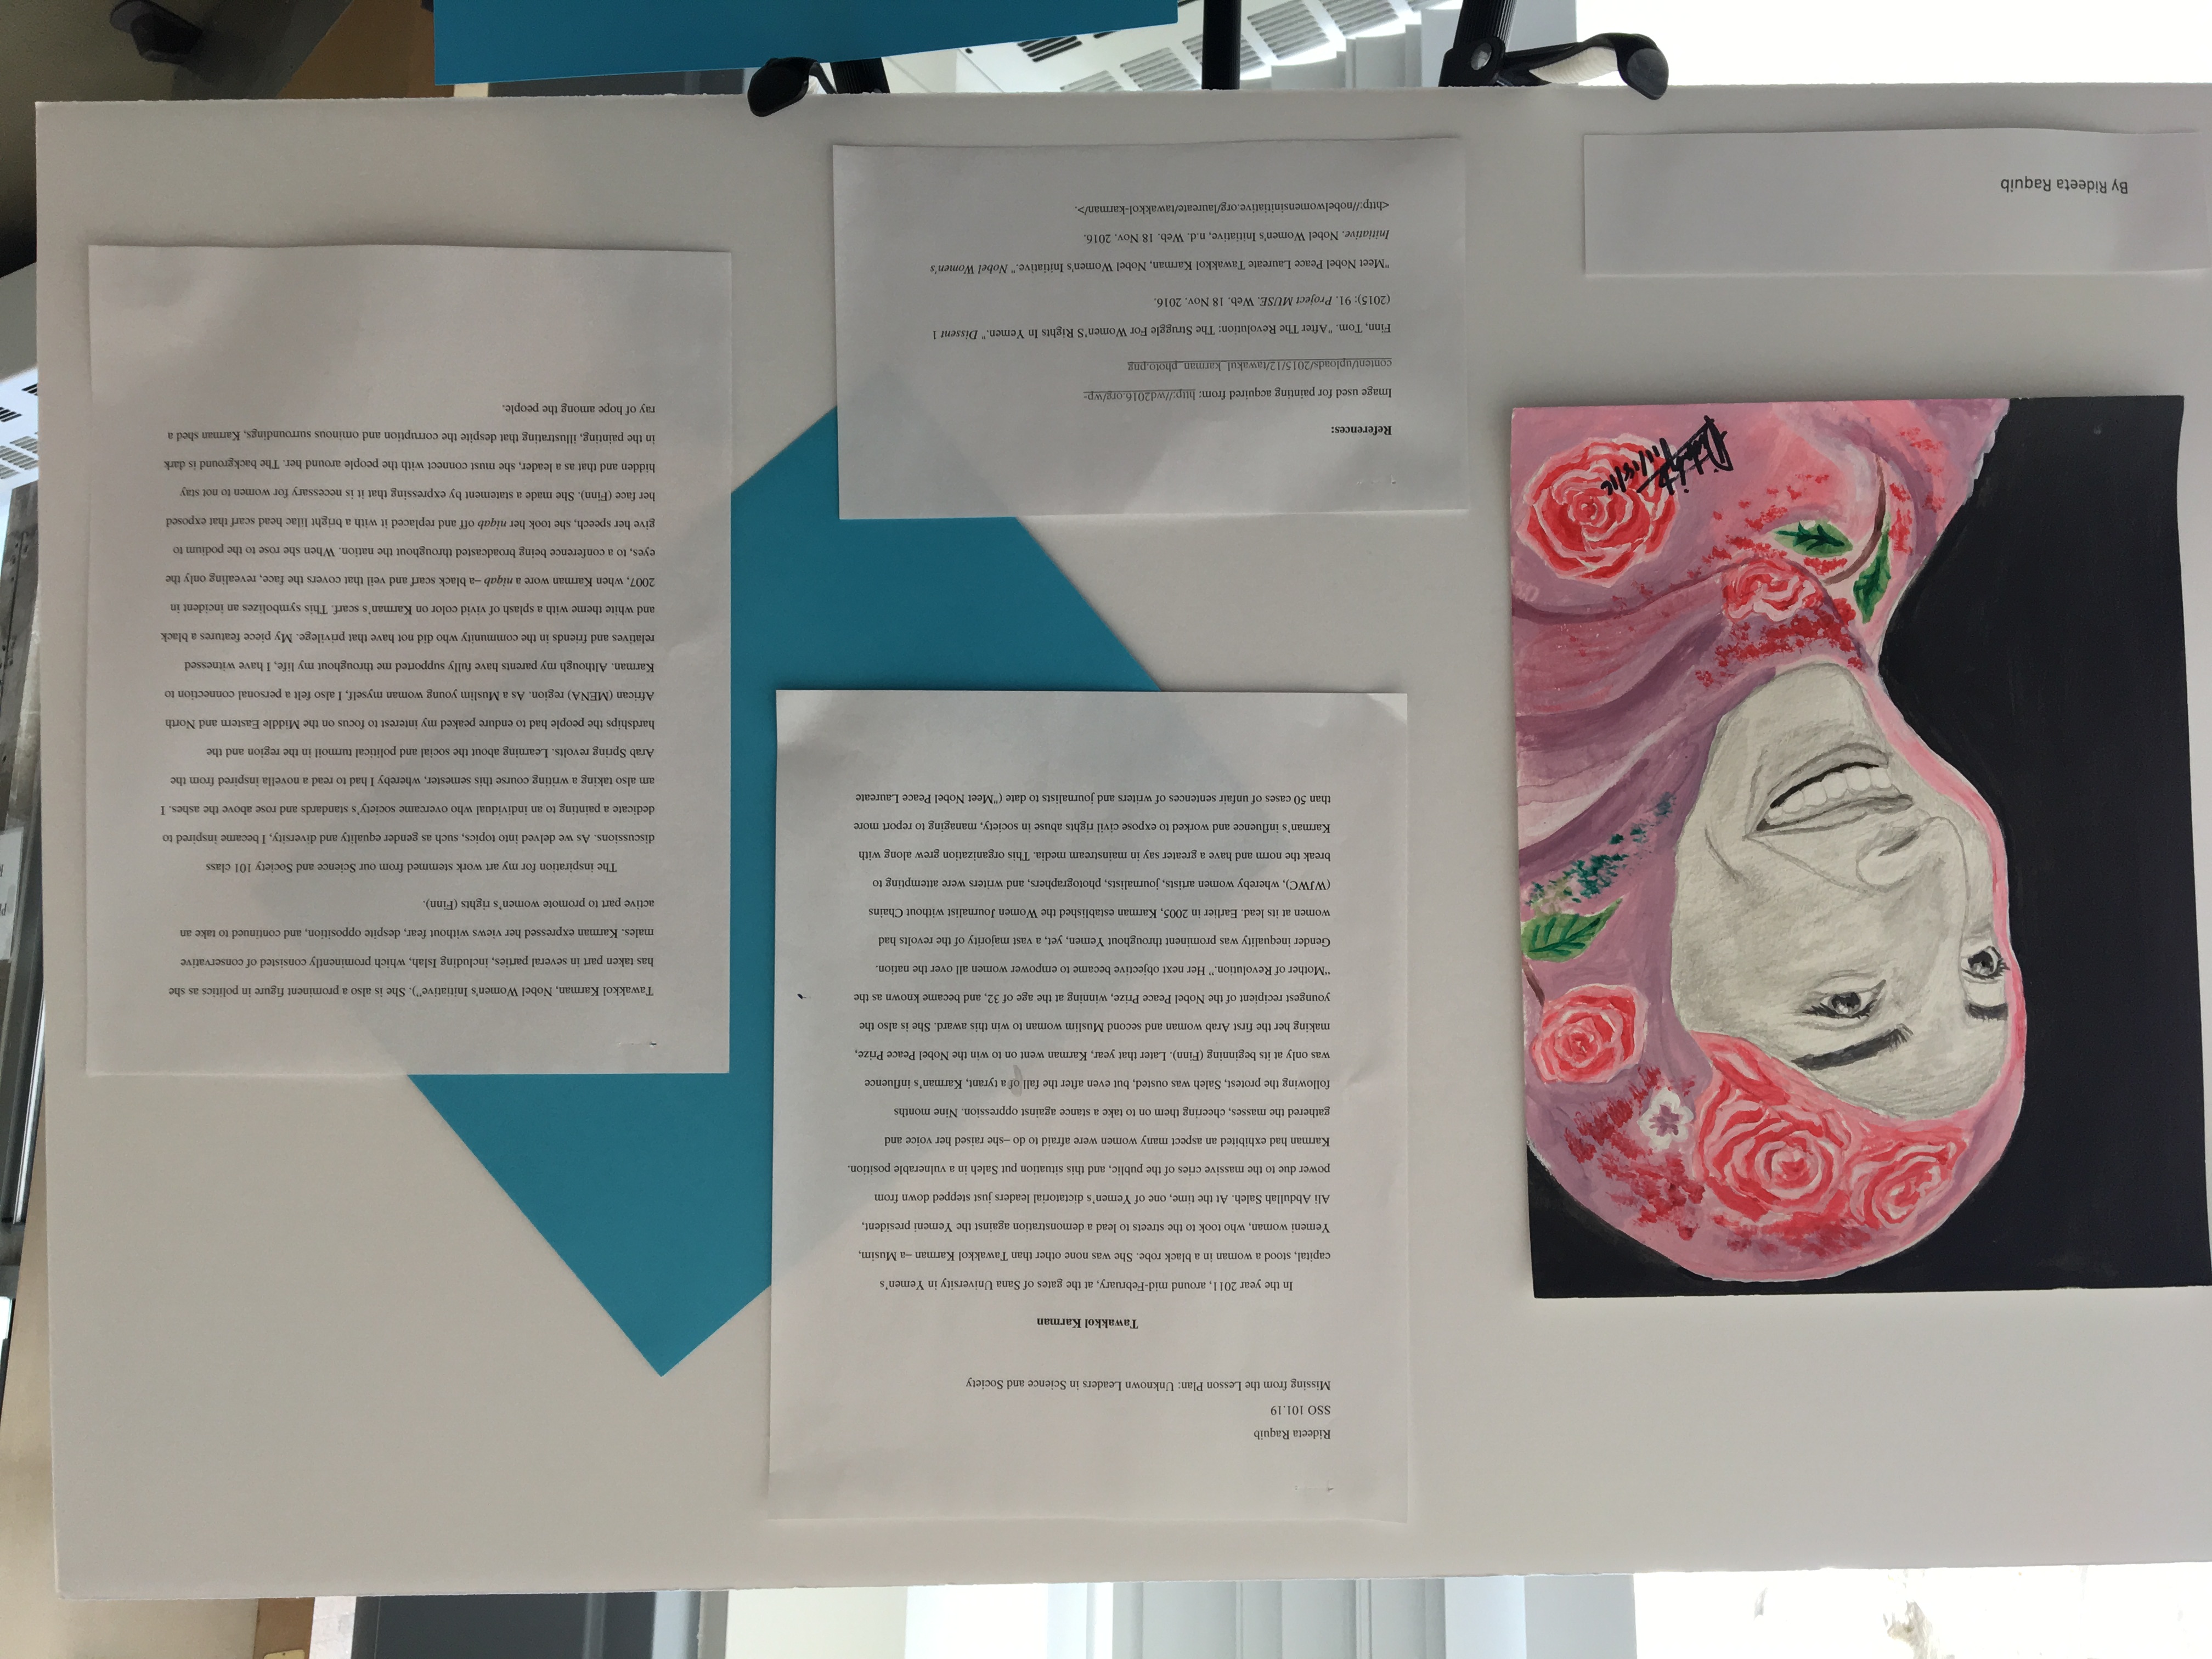 Rideeta Raquib
SSO 101.19
Missing from the Lesson Plan: Unknown Leaders in Science and Society
Tawakkol Karman
In the year 2011, around mid-February, at the gates of Sana University in Yemen's
capital, stood a woman in a black robe. She was none other than Tawakkol Karman –a Musim,
Yemeni woman, who took to the streets to lead a demonstration against the Yemeni president,
Ali Abdullah Saleh. At the time, one of Yemen's dictatorial leaders just stepped down from
power due to the massive cries of the public, and this situation put Saleh in a vulnerable position.
Karman had exhibited an aspect many women were afraid to do –she raised her voice and
gathered the masses, cheering them on to take a stance against oppression. Nine months
following the protest, Saleh was ousted, but even after the fall of a tyrant, Karman's influence
was only at its beginning (Finn). Later that year, Karman went on to win the Nobel Peace Prize,
making her the first Arab woman and second Muslim woman to win this award. She is also the
youngest recipient of the Nobel Peace Prize, winning at the age of 32, and became known as the
“Mother of Revolution.” Her next objective became to empower women all over the nation.
Gender inequality was prominent throughout Yemen, yet, a vast majority of the revolts had
women at its lead. Earlier in 2005, Karman established the Women Journalist without Chains
(WJWC), whereby women artists, journalists, photographers, and writers were attempting to
break the norm and have a greater say in mainstream media. This organization grew along with
Karman's influence and worked to expose civil rights abuse in society, managing to report more
than 50 cases of unfair sentences of writers and journalists to date ("Meet Nobel Peace Laureate
Tawakkol Karman, Nobel Women's Initiative”). She is also a prominent figure in politics as she
has taken part in several parties, including Islah, which prominently consisted of conservative
males. Karman expressed her views without fear, despite opposition, and continued to take an
active part to promote women's rights (Finn).
The inspiration for my art work stemmed from our Science and Society 101 class
discussions. As we delved into topics, such as gender equality and diversity, I became inspired to
dedicate a painting to an individual who overcame society's standards and rose above the ashes. I
am also taking a writing course this semester, whereby I had to read a novella inspired from the
Arab Spring revolts. Learning about the social and political turmoil in the region and the
hardships the people had to endure peaked my interest to focus on the Middle Eastern and North
African (MENA) region. As a Muslim young woman myself, I also felt a personal connection to
Karman. Although my parents have fully supported me throughout my life, I have witnessed
relatives and friends in the community who did not have that privilege. My piece features a black
and white theme with a splash of vivid color on Karman's scarf. This symbolizes an incident in
2007, when Karman wore a niqab –a black scarf and veil that covers the face, revealing only the
eyes, to a conference being broadcasted throughout the nation. When she rose to the podium to
give her speech, she took her niqab off and replaced it with a bright lilac head scarf that exposed
her face (Finn). She made a statement by expressing that it is necessary for women to not stay
hidden and that as a leader, she must connect with the people around her. The background is dark
in the painting, illustrating that despite the corruption and ominous surroundings, Karman shed a
ray of hope among the people.
References:
Image used for painting acquired from: http://wd2016.org/wp-
content/uploads/2015/12/tawakul_karman_photo.png
Finn, Tom. "After The Revolution: The Struggle For Women'S Rights In Yemen." Dissent 1
(2015): 91. Project MUSE. Web. 18 Nov. 2016.
"Meet Nobel Peace Laureate Tawakkol Karman, Nobel Women's Initiative." Nobel Women's
Initiative. Nobel Women's Initiative, n.d. Web. 18 Nov. 2016.
<http://nobelwomensinitiative.org/laureate/tawakkol-karman/>.
11/18/16
By Rideeta Raquib